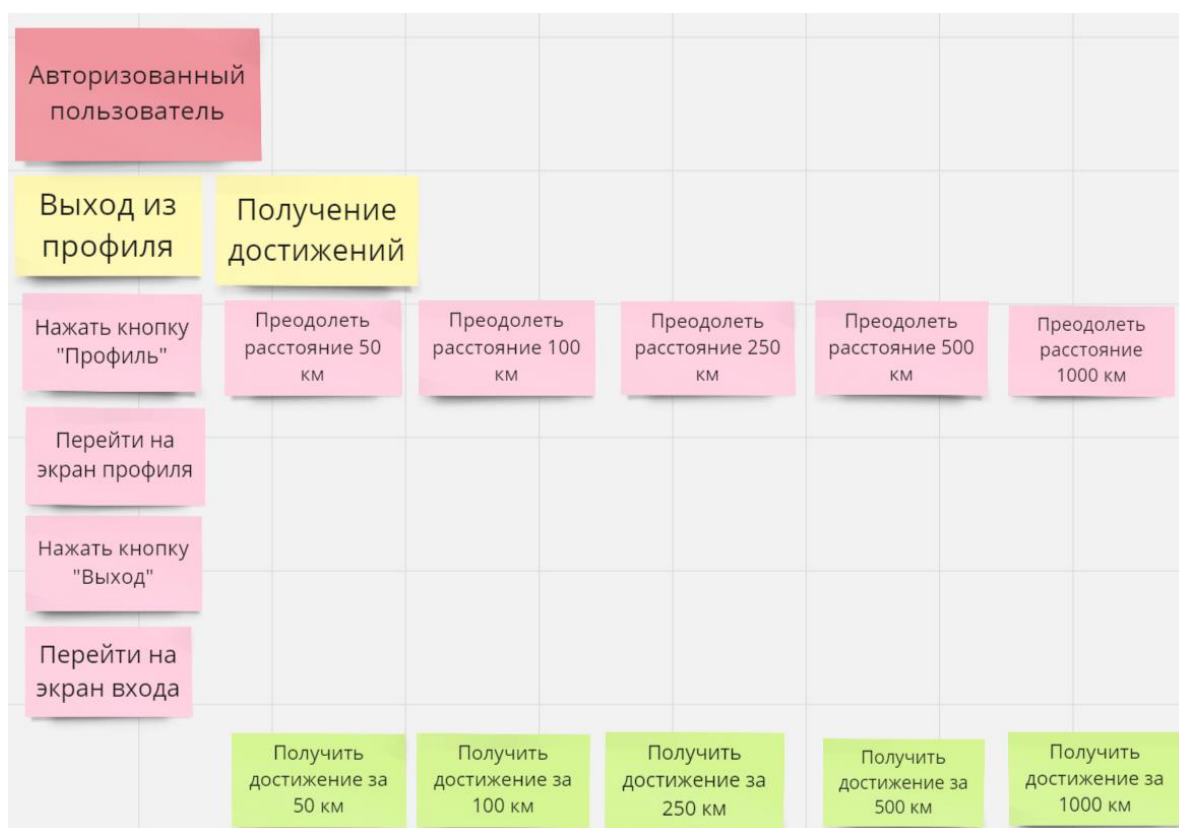 Авторизованный
пользователь
Выход из
профиля
Получение
достижений
Нажать кнопку
"Профиль"
Преодолеть
расстояние 50
км
Преодолеть
расстояние 100
км
Преодолеть
расстояние 250
км
Преодолеть
расстояние 500
км
Преодолеть
расстояние
1000 км
Перейти на
экран профиля
Нажать кнопку
"Выход"
Перейти на
экран входа
Получить
достижение за
50 км
Получить
достижение за
100 км
Получить
достижение за
250 км
Получить
достижение за
500 км
Получить
достижение за
1000 км